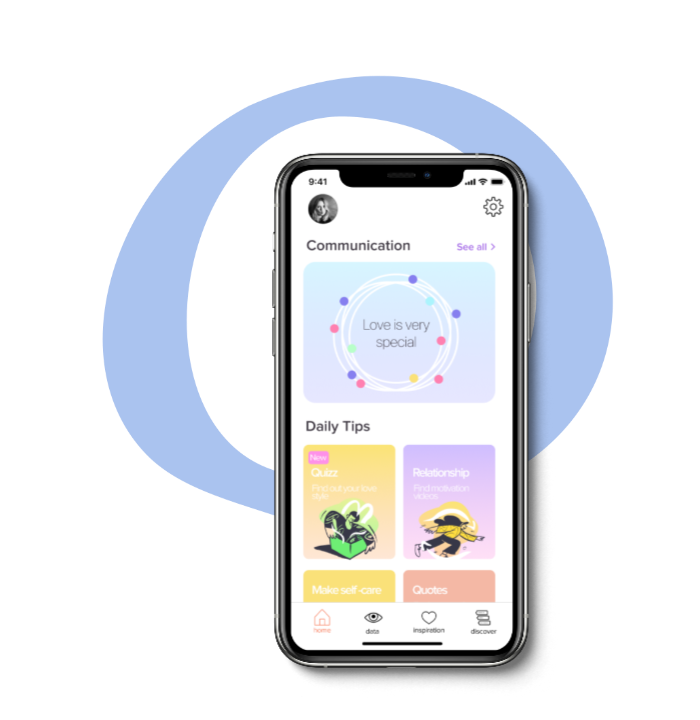 9:41
Communication
See all >
Love is very
special
Daily Tips
New
Quizz
Find out your love
style
Relationship
Find motivation
videos
Make self-care
Quotes
home
data
inspiration
discover